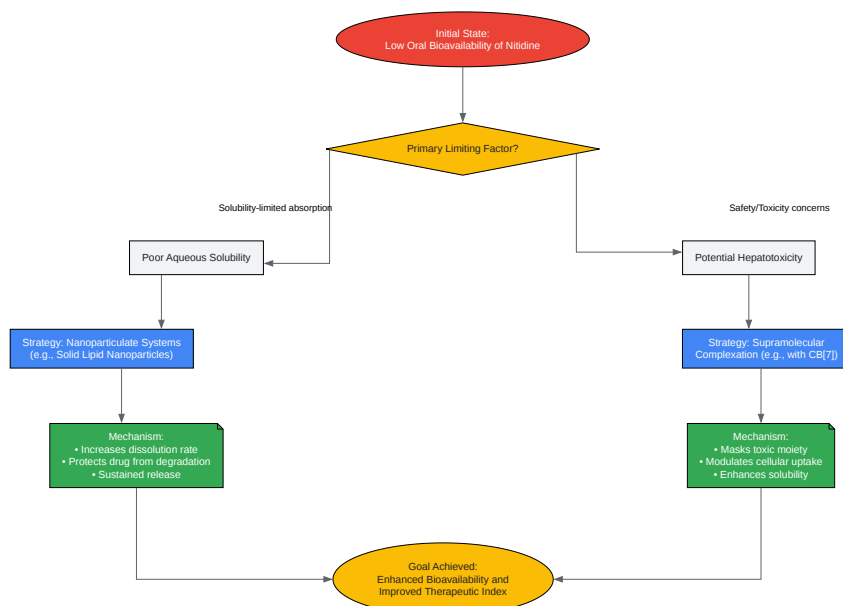 Initial State:
Low Oral Bioavailability of Nitidine
Primary Limiting Factor?
Solubility-limited absorption
Safety/Toxicity concerns
Poor Aqueous Solubility
Potential Hepatotoxicity
Strategy: Nanoparticulate Systems
(e.g., Solid Lipid Nanoparticles)
Strategy: Supramolecular
Complexation (e.g., with CB[7])
Mechanism:
• Increases dissolution rate
• Protects drug from degradation
• Sustained release
Mechanism:
• Masks toxic moiety
• Modulates cellular uptake
• Enhances solubility
Goal Achieved:
Enhanced Bioavailability and
Improved Therapeutic Index